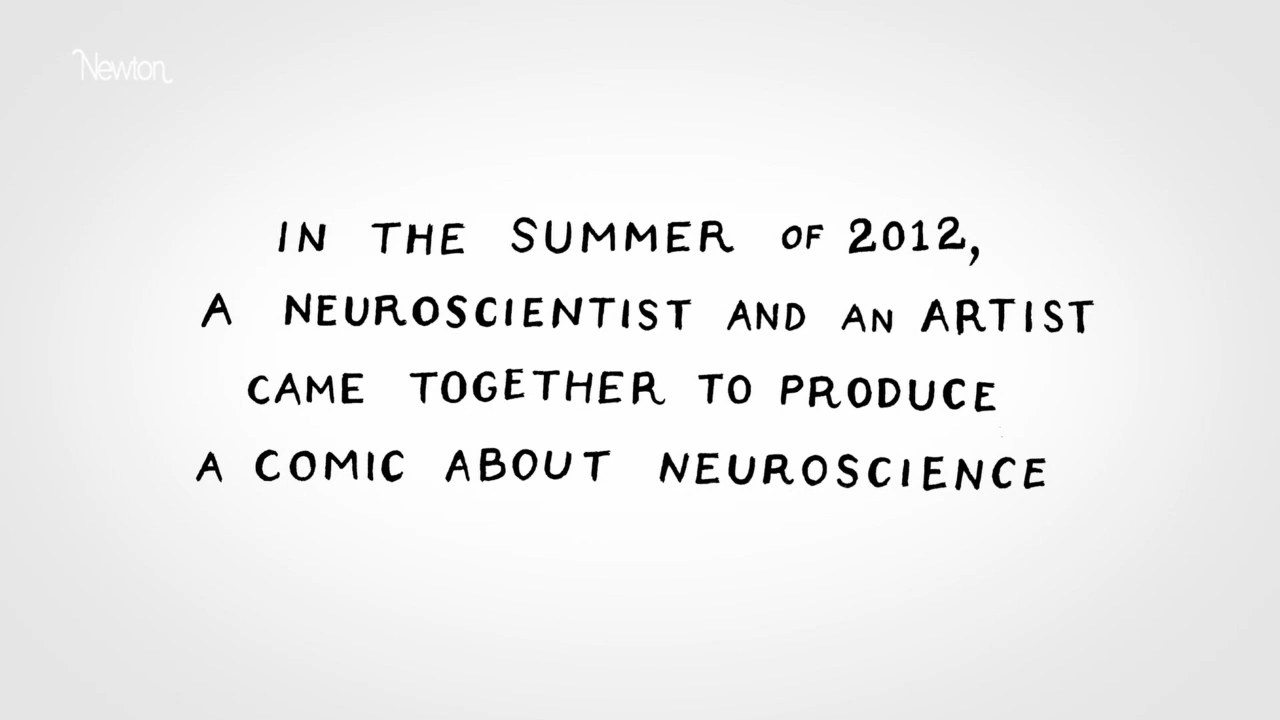 Newton
IN THE SUMMER OF 2012,
A NEUROSCIENTIST AND AN ARTIST
CAME TOGETHER TO PRODUCE
A COMIC ABOUT NEUROSCIENCE